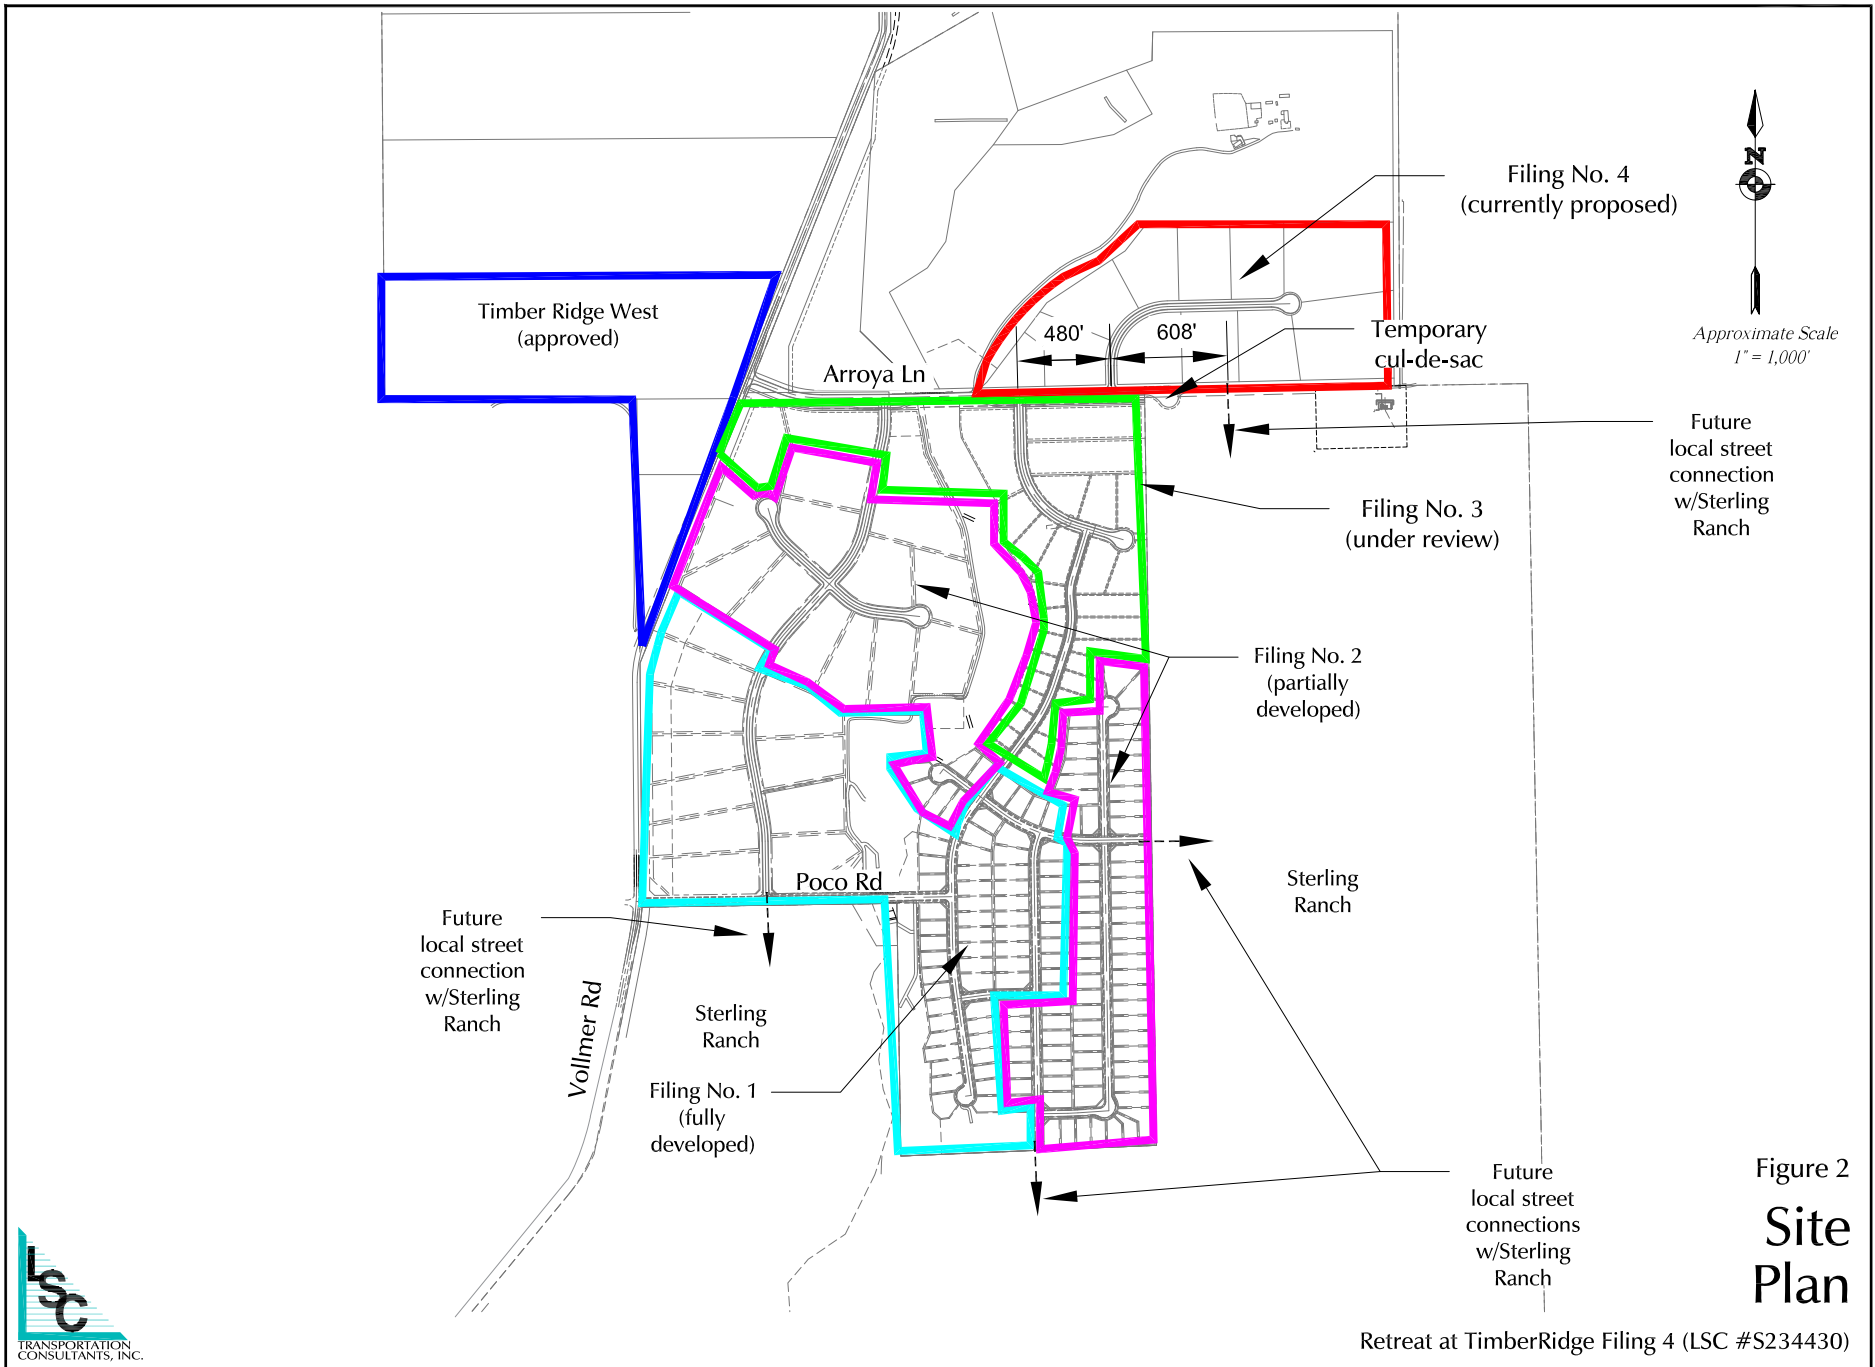 Filing No. 4
(currently proposed)
N
Approximate Scale
1" = 1,000'
Timber Ridge West
(approved)
480'
608'
Temporary
cul-de-sac
Arroya Ln
Future
local street
connection
w/Sterling
Ranch
Filing No. 3
(under review)
Filing No. 2
(partially
developed)
Poco Rd
Sterling
Ranch
Future
local street
connection
w/Sterling
Ranch
Vollmer Rd
Sterling
Ranch
Filing No. 1
(fully
developed)
Future
local street
connections
w/Sterling
Ranch
Figure 2
Site
Plan
Retreat at TimberRidge Filing 4 (LSC #S234430)
LSC
TRANSPORTATION
CONSULTANTS, INC.